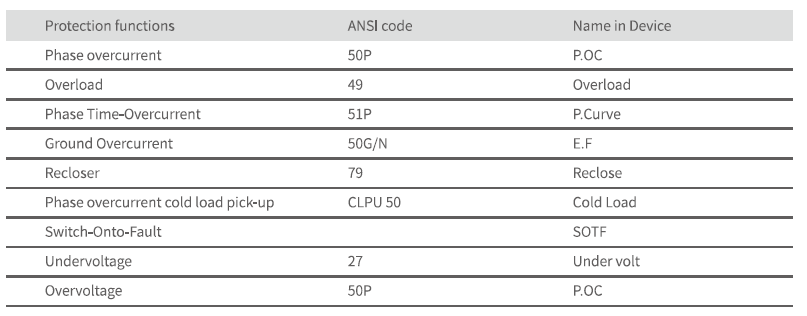 Protection functions ANSI code Name in Device
Phase overcurrent 50P P.OC
Overload 49 Overload
Phase Time-Overcurrent 51P P.Curve
Ground Overcurrent 50G/N E.F
Recloser 79 Reclose
Phase overcurrent cold load pick-up CLPU 50 Cold Load
Switch-Onto-Fault SOTF
Undervoltage 27 Under volt
Overvoltage 50P P.OC